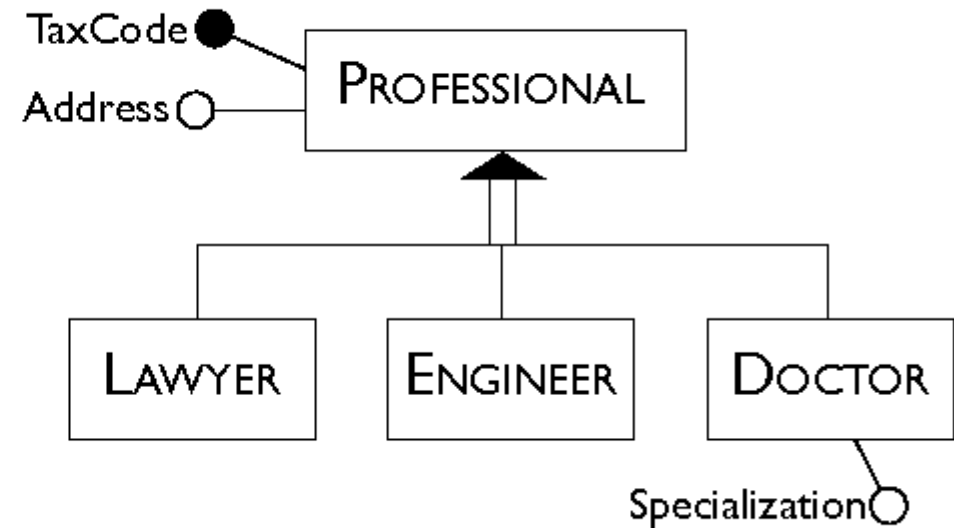 TaxCode
PROFESSIONAL
Address
LAWYER
ENGINEER
DOCTOR
Specialization